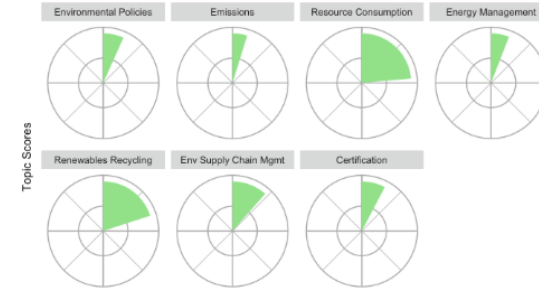 Environmental Policies
Emissions
Resource Consumption
Energy Management
Topic Scores
Renewables Recycling
Env Supply Chain Mgmt
Certification